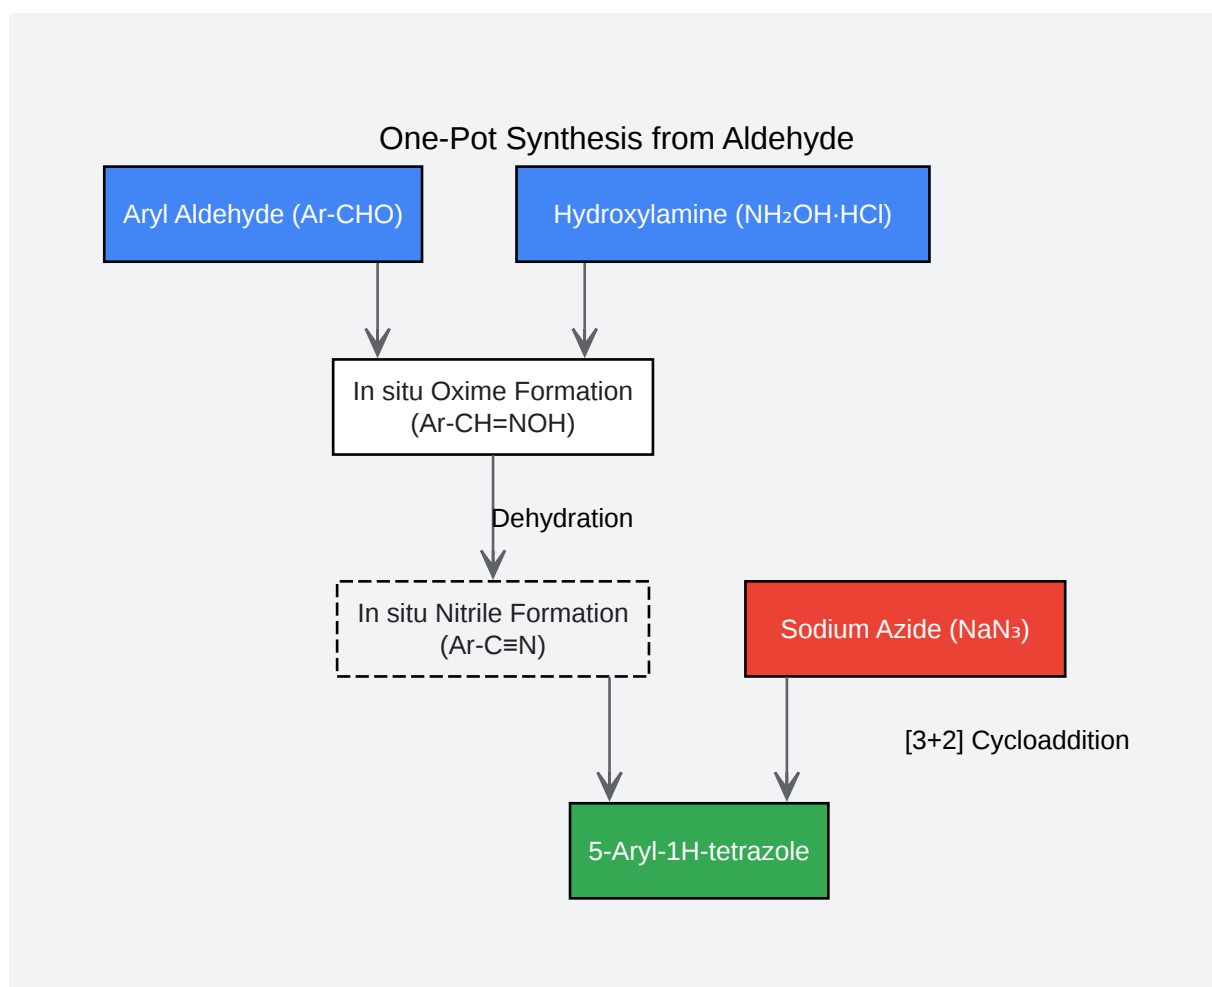 One-Pot Synthesis from Aldehyde
Aryl Aldehyde (Ar-CHO)
Hydroxylamine (NH₂OH·HCl)
In situ Oxime Formation
(Ar-CH=NOH)
Dehydration
In situ Nitrile Formation
(Ar-C≡N)
Sodium Azide (NaN₃)
[3+2] Cycloaddition
5-Aryl-1H-tetrazole